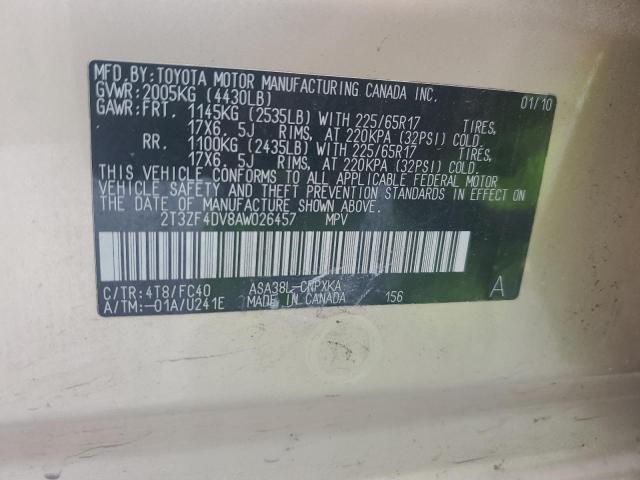 MFD.BY:TOYOTA MOTOR MANUFACTURING CANADA INC.
GVWR: 2005KG (4430LB) 01/10
GAWR:FRT. 1145KG (2535LB) WITH 225/65R17 TIRES,
17X6. 5J RIMS, AT 220KPA (32PSI) COLD.
RR. 1100KG (2435LB) WITH 225/65R17 TIRES,
17X6. 5J RIMS, AT 220KPA (32PSI) COLD.
THIS VEHICLE CONFORMS TO ALL APPLICABLE FEDERAL MOTOR
VEHICLE SAFETY AND THEFT PREVENTION STANDARDS IN EFFECT ON
THE DATE OF MANUFACTURE SHOWN ABOVE.
2T3ZF4DV8AW026457 MPV
C/TR:4T8/FC40 ASA38L-CNPXKA A
A/TM:-01A/U241E MADE IN CANADA 156